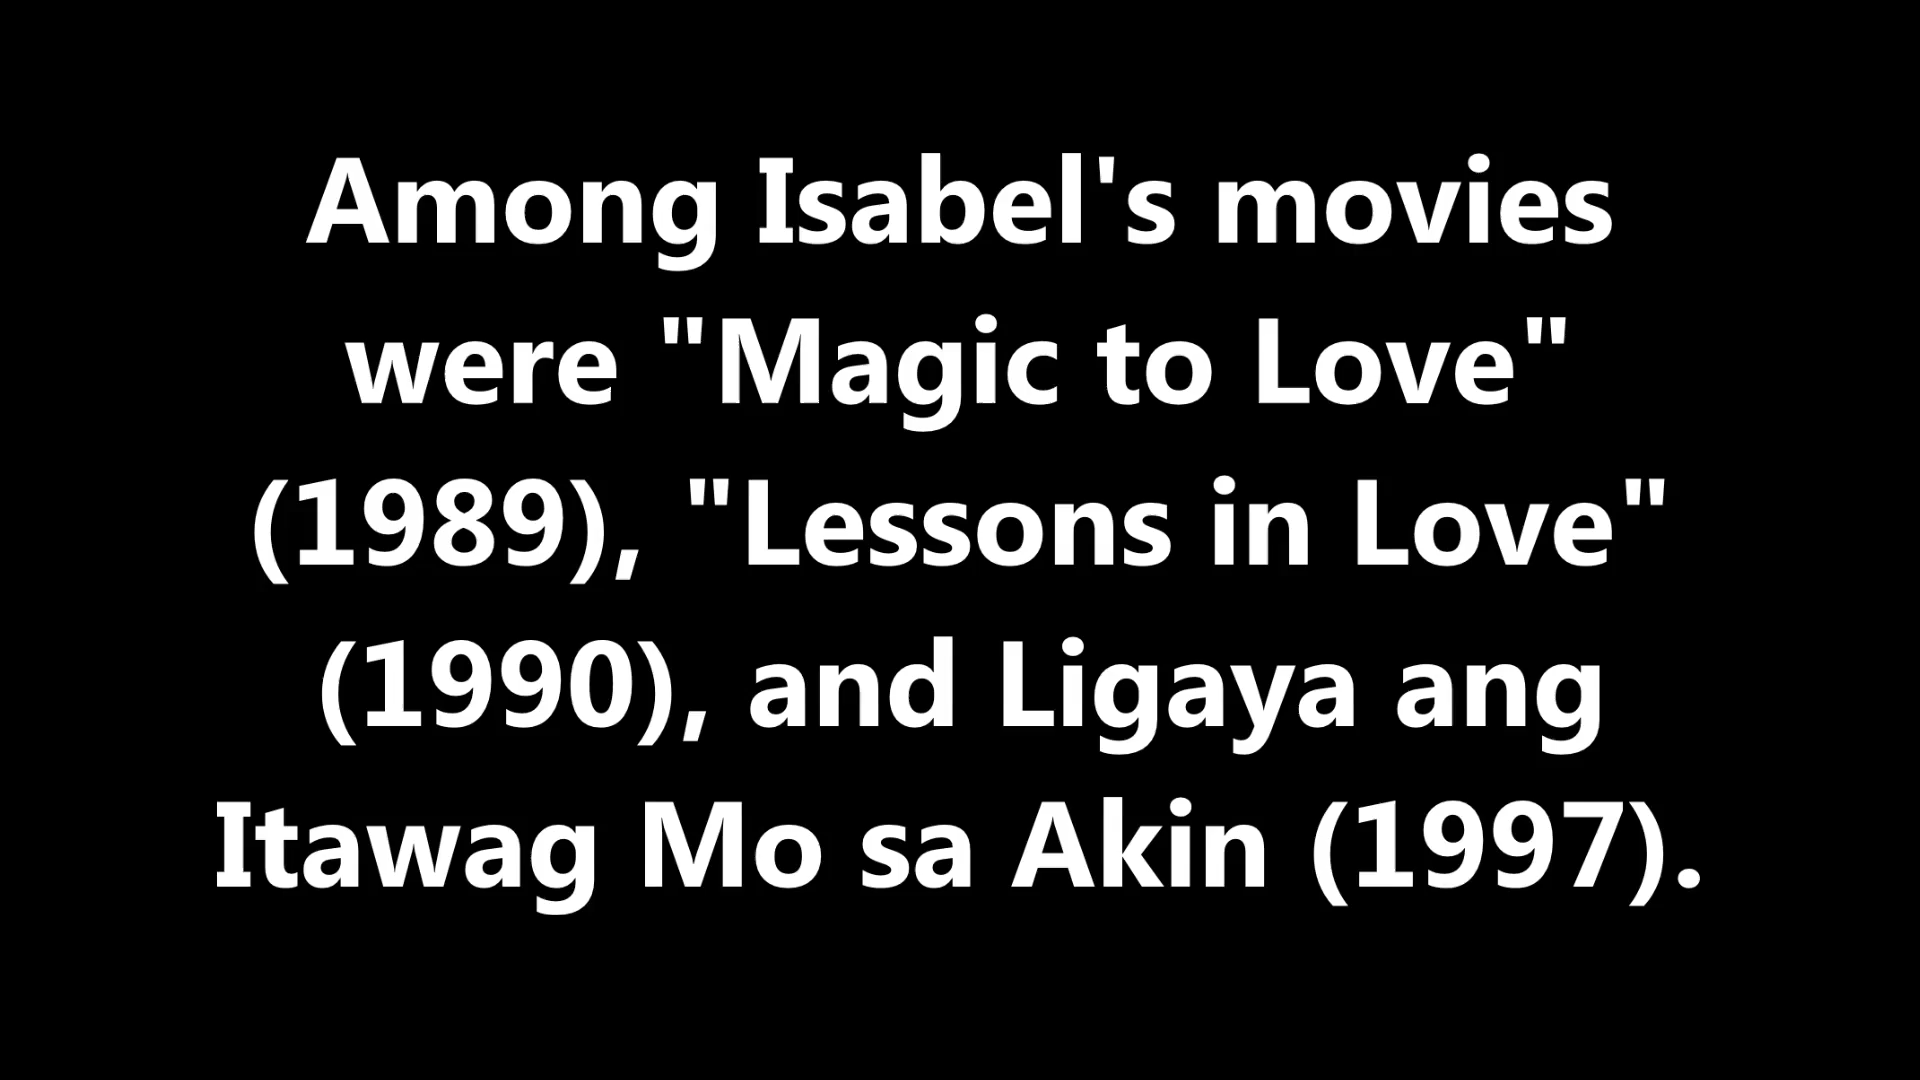 Among Isabel's movies
were "Magic to Love"
(1989), "Lessons in Love"
(1990), and Ligaya ang
Itawag Mo sa Akin (1997).